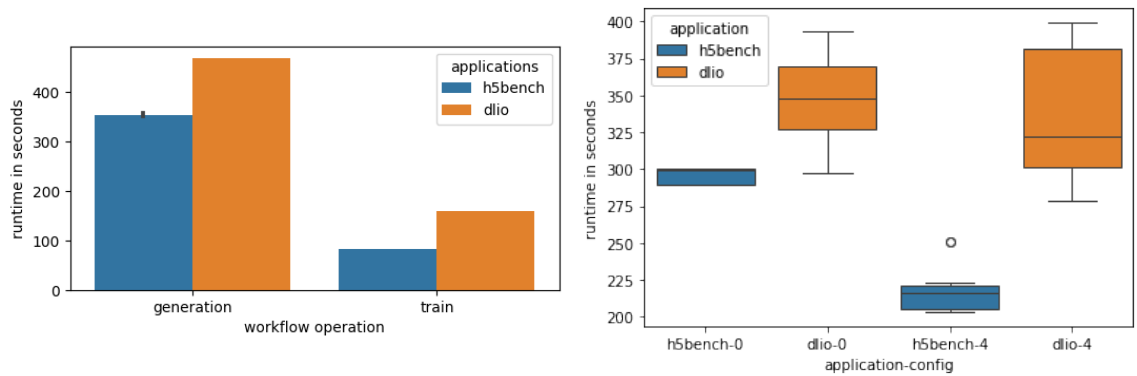 applications
h5bench
dlio
runtime in seconds
400
300
200
100
0
generation
train
workflow operation
application
h5bench
dlio
runtime in seconds
400
375
350
325
300
275
250
225
200
h5bench-0
dlio-0
h5bench-4
dlio-4
application-config